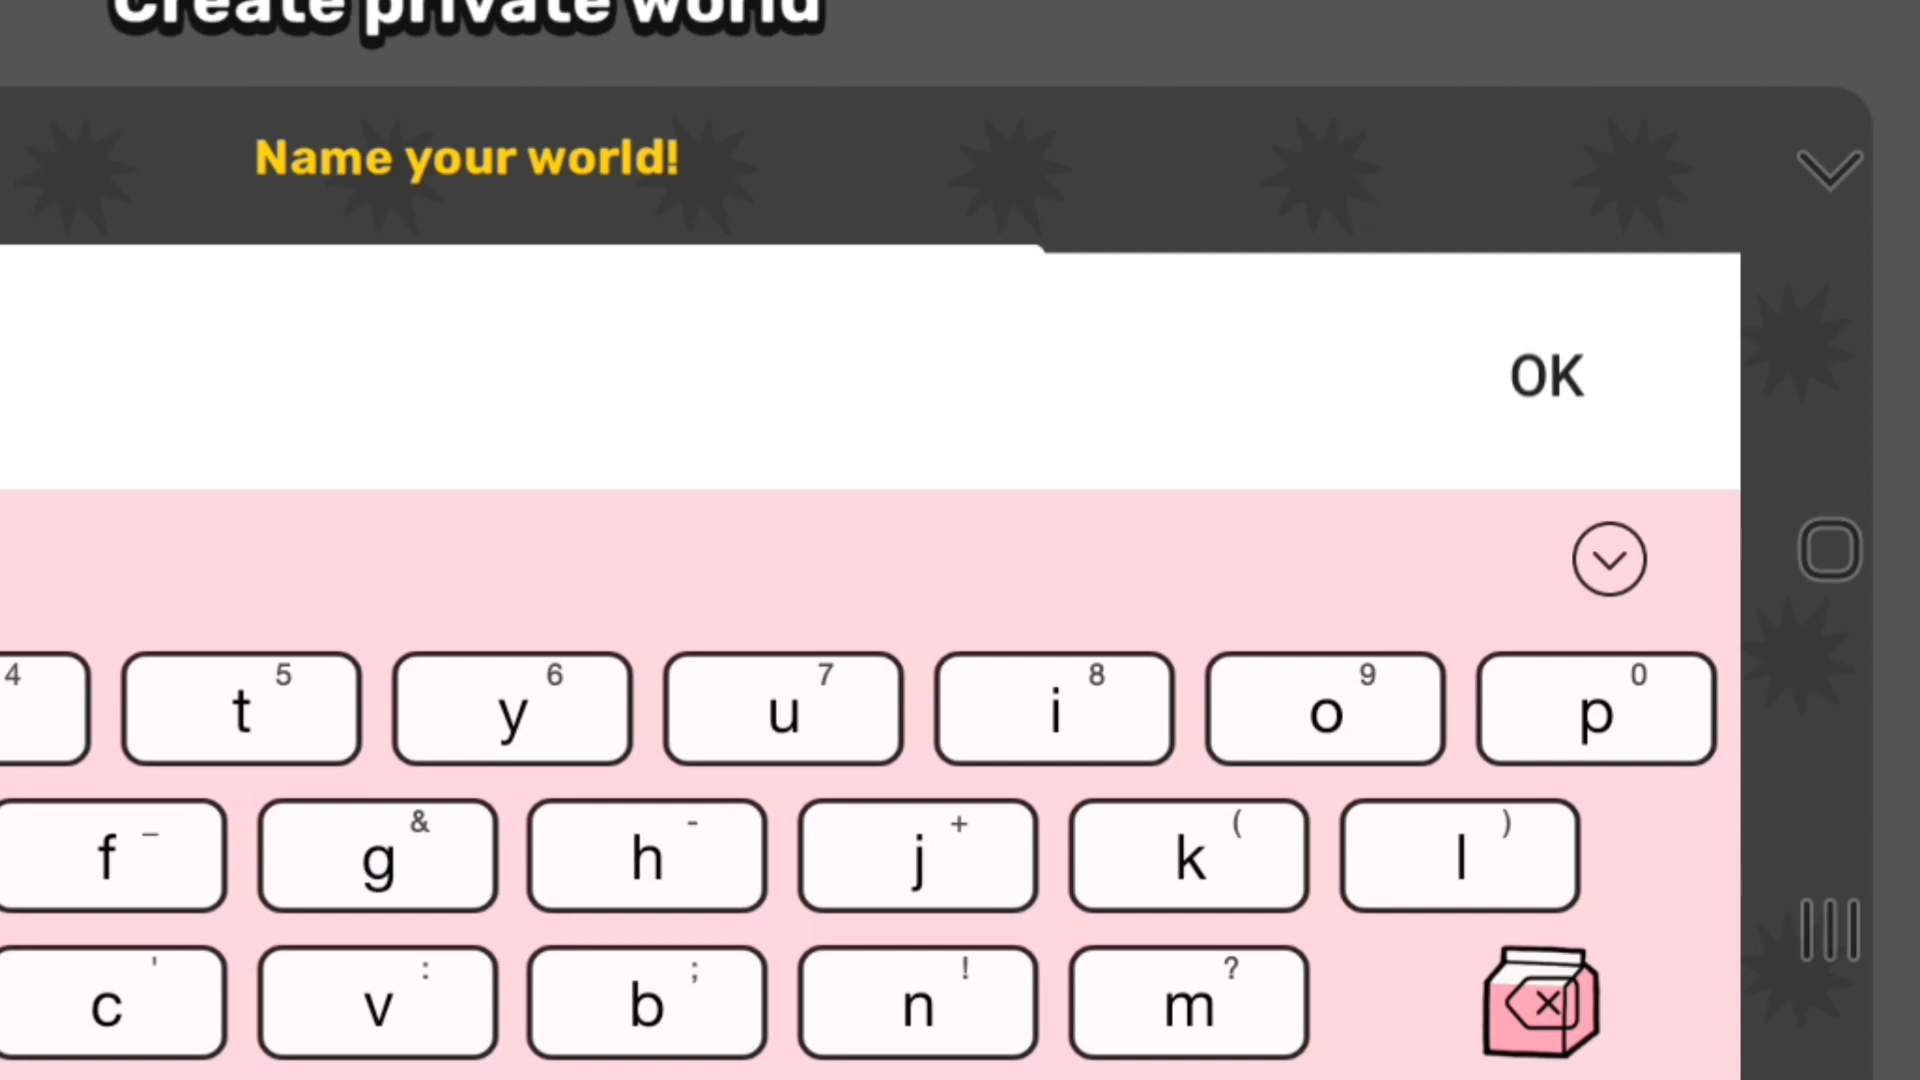 Create private world
Name your world!
OK
4 t 5 y 6 u 7 i 8 o 9 p 0
f _ g & h - j + k ( l )
c ' v : b ; n ! m ?